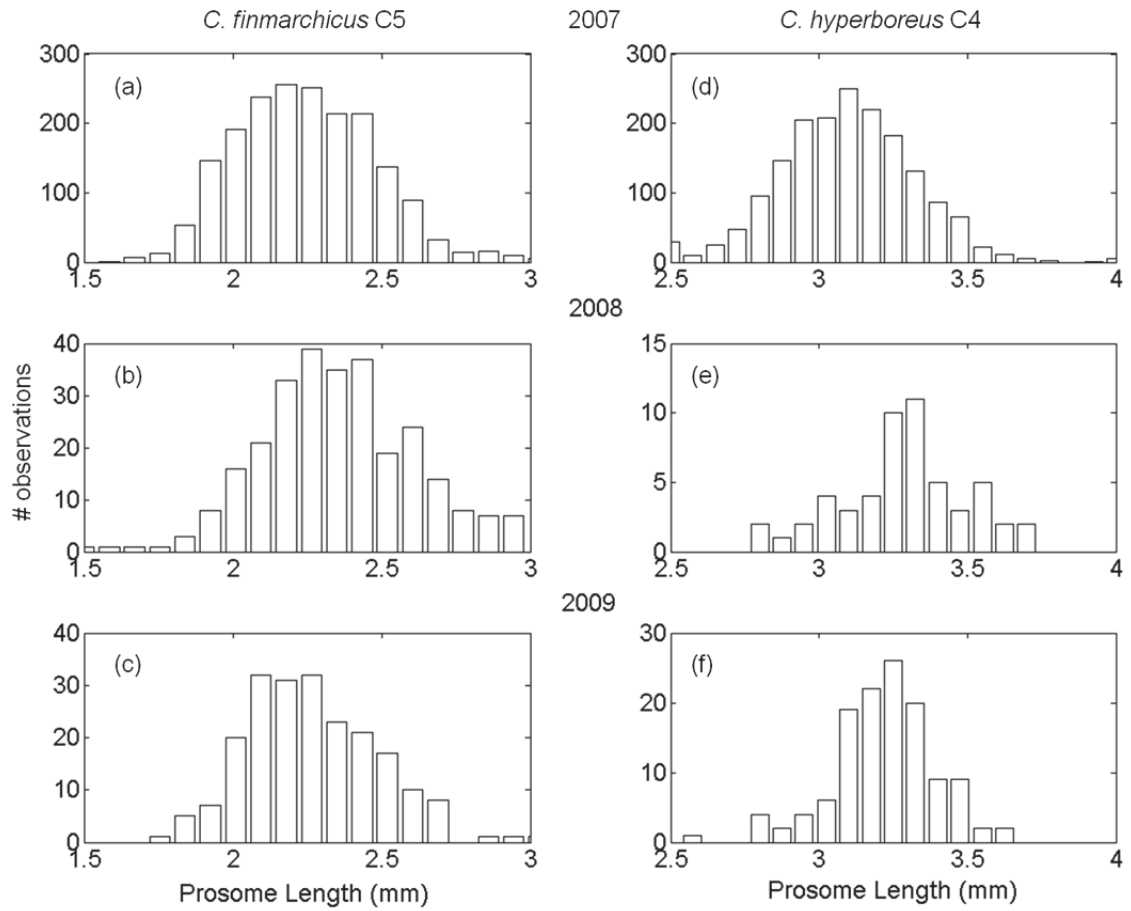 C. finmarchicus C5 2007 C. hyperboreus C4
(a)
300
200
100
0
1.5 2 2.5 3
(d)
300
200
100
0
2.5 3 3.5 4
2008
# observations
(b)
40
30
20
10
0
1.5 2 2.5 3
(e)
15
10
5
0
2.5 3 3.5 4
2009
(c)
40
30
20
10
0
1.5 2 2.5 3
Prosome Length (mm)
(f)
30
20
10
0
2.5 3 3.5 4
Prosome Length (mm)